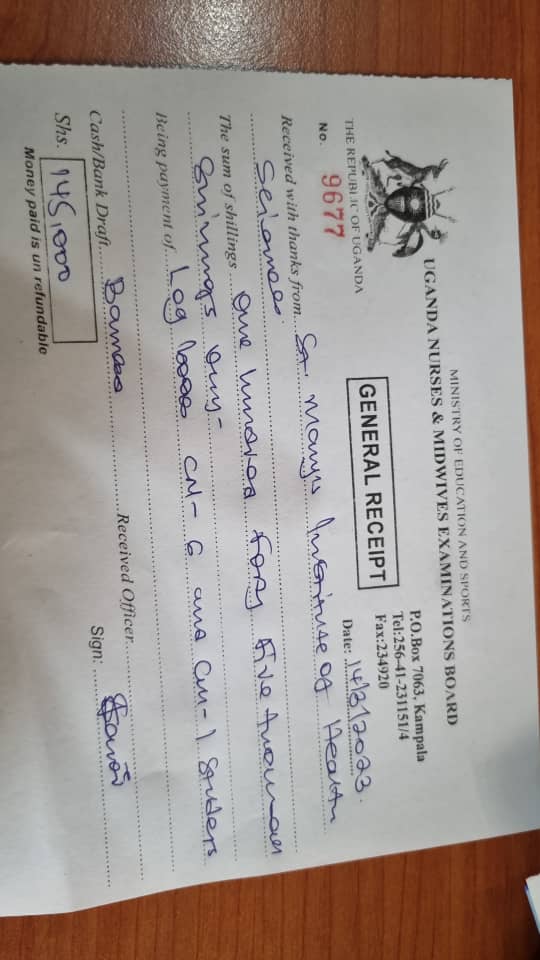 MINISTRY OF EDUCATION AND SPORTS
UGANDA NURSES & MIDWIVES EXAMINATIONS BOARD
P.O.Box 7063, Kampala
Tel:256-41-231151/4
Fax:234920
GENERAL RECEIPT
THE REPUBLIC OF UGANDA
Date: 14/3/2023.
No. 9677
Received with thanks from St. Marys Institute of Health
Sciences
The sum of shillings One hundred forty five thousand
Shillings Only-
Being payment of Log books CM- 6 and CM-1 Students
Cash/Bank Draft
Received Officer
Sign:
Shs. 145,000
Money paid is un refundable